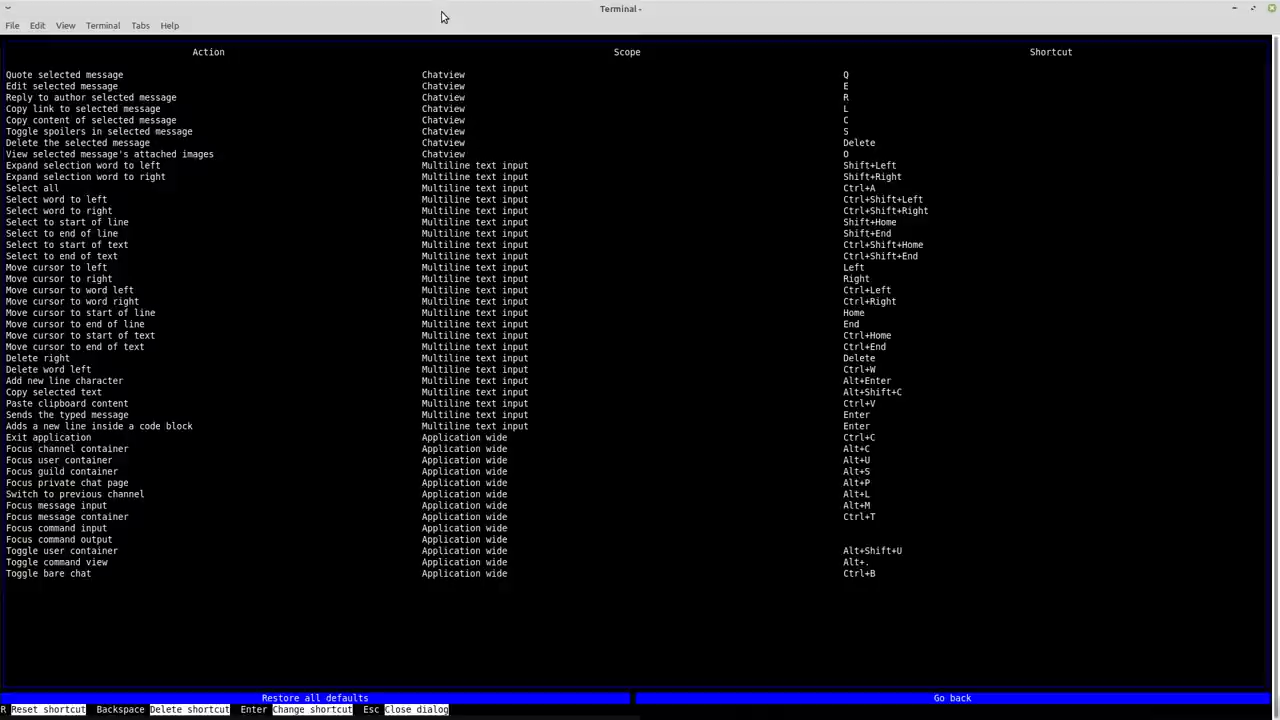 Terminal -
File Edit View Terminal Tabs Help
Action Scope Shortcut
Quote selected message Chatview Q
Edit selected message Chatview E
Reply to author selected message Chatview R
Copy link to selected message Chatview L
Copy content of selected message Chatview C
Toggle spoilers in selected message Chatview S
Delete the selected message Chatview Delete
View selected message's attached images Chatview O
Expand selection word to left Multiline text input Shift+Left
Expand selection word to right Multiline text input Shift+Right
Select all Multiline text input Ctrl+A
Select word to left Multiline text input Ctrl+Shift+Left
Select word to right Multiline text input Ctrl+Shift+Right
Select to start of line Multiline text input Shift+Home
Select to end of line Multiline text input Shift+End
Select to start of text Multiline text input Ctrl+Shift+Home
Select to end of text Multiline text input Ctrl+Shift+End
Move cursor to left Multiline text input Left
Move cursor to right Multiline text input Right
Move cursor to word left Multiline text input Ctrl+Left
Move cursor to word right Multiline text input Ctrl+Right
Move cursor to start of line Multiline text input Home
Move cursor to end of line Multiline text input End
Move cursor to start of text Multiline text input Ctrl+Home
Move cursor to end of text Multiline text input Ctrl+End
Delete right Multiline text input Delete
Delete word left Multiline text input Ctrl+W
Add new line character Multiline text input Alt+Enter
Copy selected text Multiline text input Alt+Shift+C
Paste clipboard content Multiline text input Ctrl+V
Sends the typed message Multiline text input Enter
Adds a new line inside a code block Multiline text input Enter
Exit application Application wide Ctrl+C
Focus channel container Application wide Alt+C
Focus user container Application wide Alt+U
Focus guild container Application wide Alt+S
Focus private chat page Application wide Alt+P
Switch to previous channel Application wide Alt+L
Focus message input Application wide Alt+M
Focus message container Application wide Ctrl+T
Focus command input Application wide
Focus command output Application wide
Toggle user container Application wide Alt+Shift+U
Toggle command view Application wide Alt+.
Toggle bare chat Application wide Ctrl+B
Restore all defaults Go back
R Reset shortcut Backspace Delete shortcut Enter Change shortcut Esc Close dialog